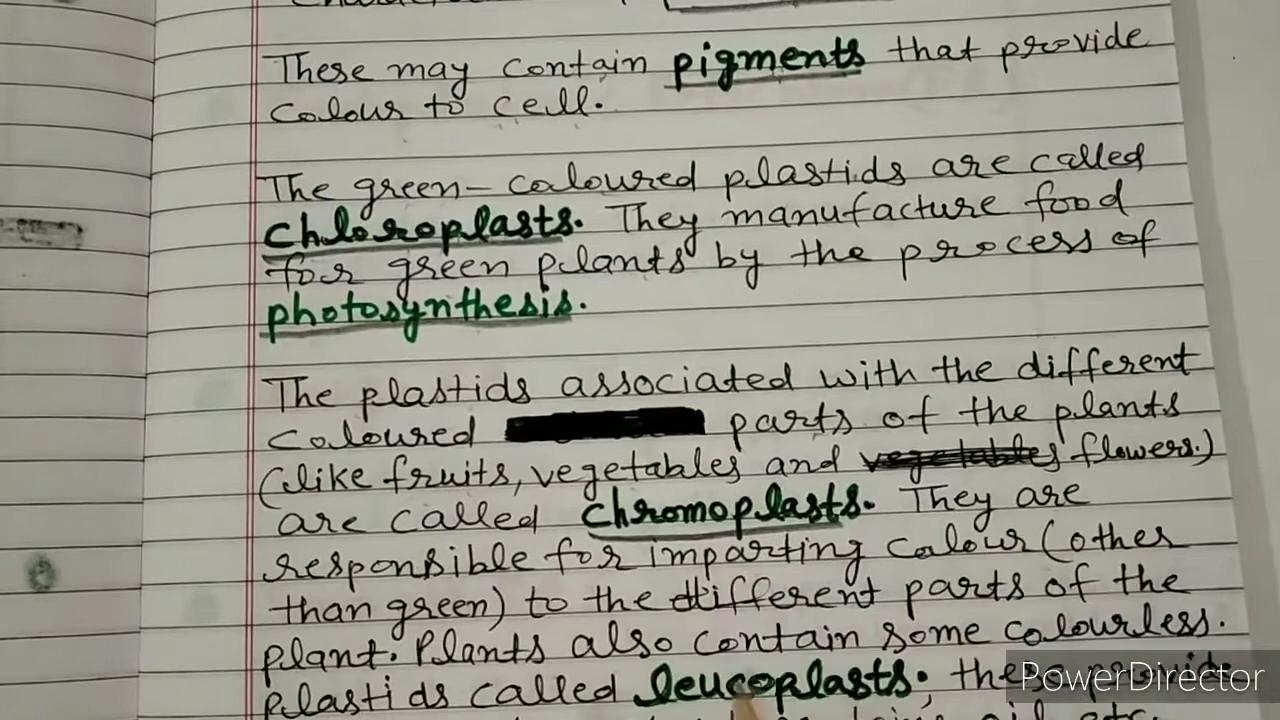 These may contain pigments that provide
colour to cell.
The green-coloured plastids are called
chloroplasts. They manufacture food
for green plants by the process of
photosynthesis.
The plastids associated with the different
coloured parts of the plants
(like fruits, vegetables and vegetables flowers.)
are called chromoplasts. They are
responsible for imparting colour (other
than green) to the different parts of the
plant. Plants also contain some colourless.
plastids called leucoplasts.
PowerDirector